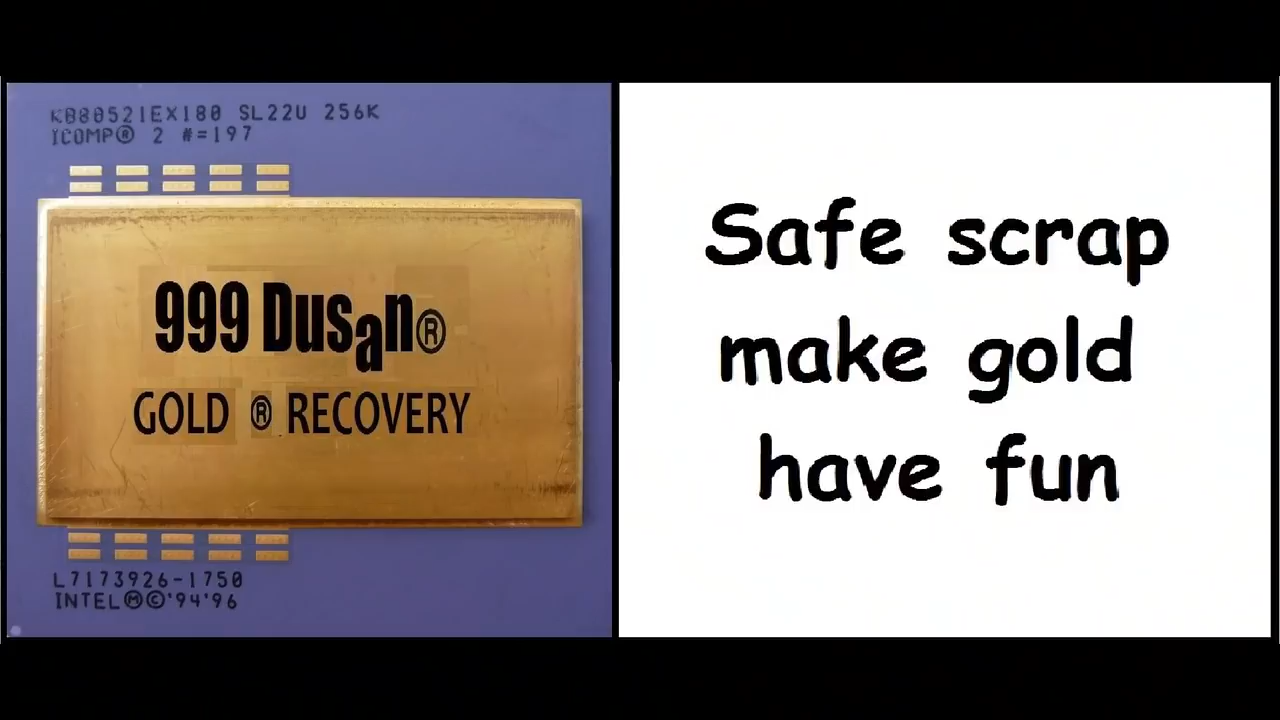 KB80521EX180 SL22U 256K
ICOMP® 2 #=197
999 Dusan®
GOLD ® RECOVERY
L7173926-1750
INTELⓂ©'94'96
Safe scrap
make gold
have fun